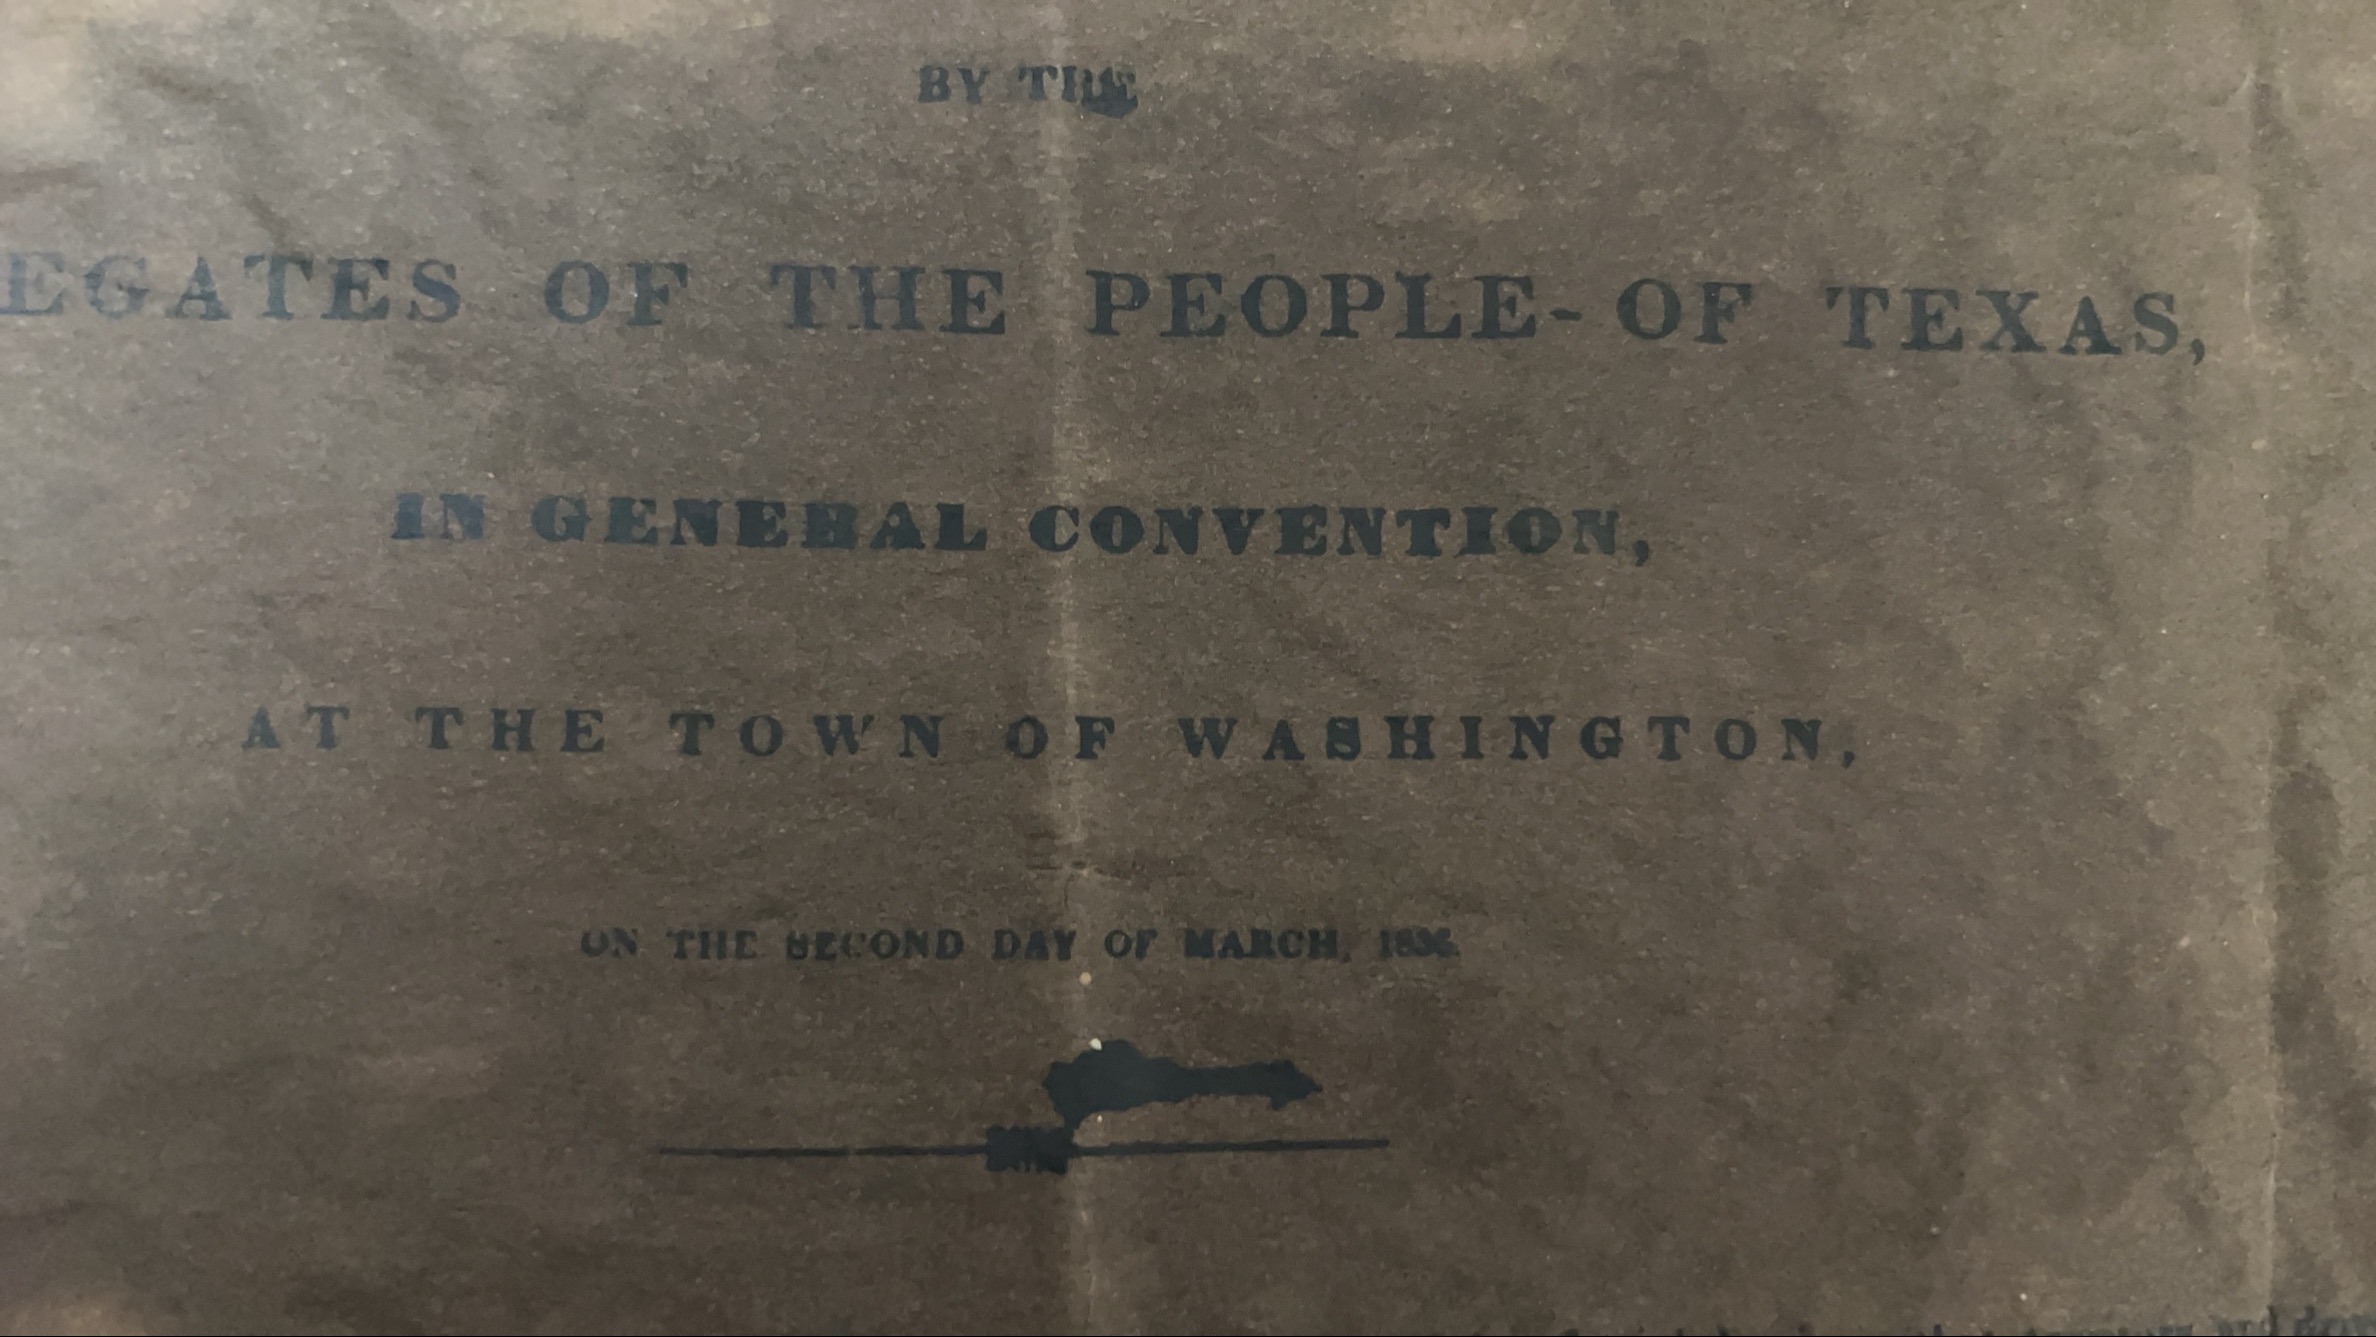 BY THE
EGATES OF THE PEOPLE- OF TEXAS,
IN GENERAL CONVENTION,
AT THE TOWN OF WASHINGTON,
ON THE SECOND DAY OF MARCH, 1836.